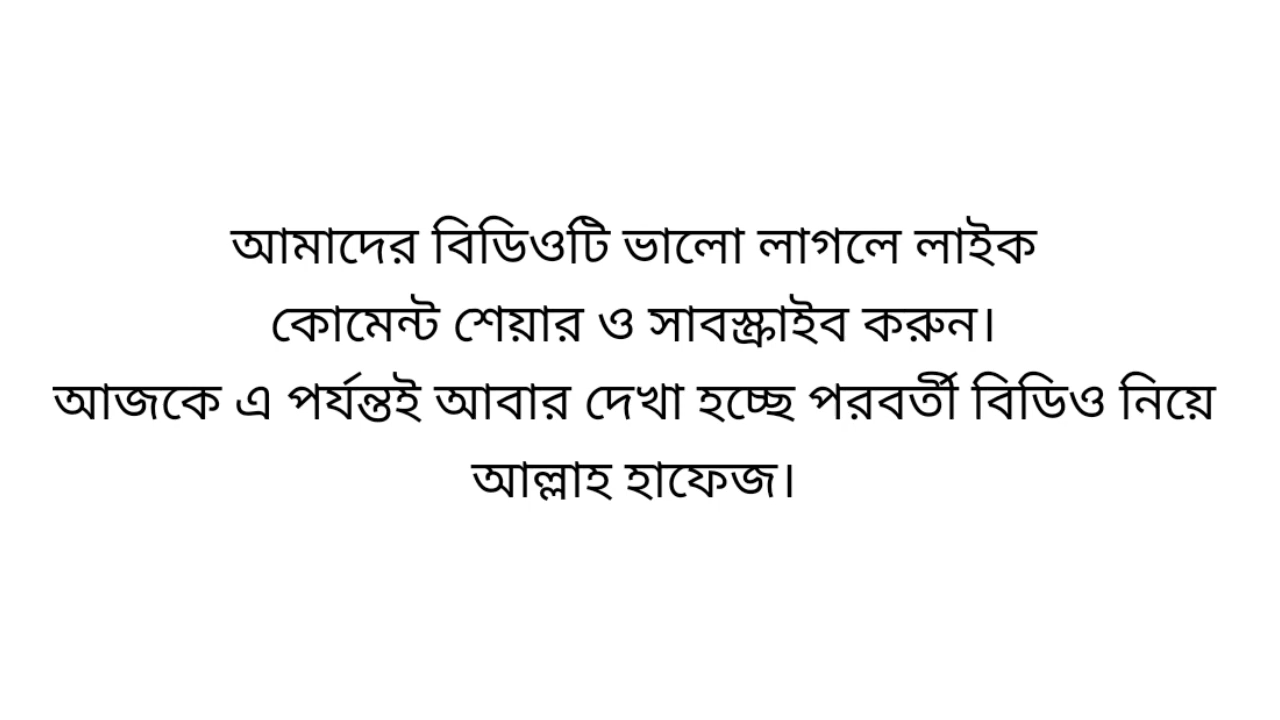 আমাদের বিডিওটি ভালো লাগলে লাইক
কোমেন্ট শেয়ার ও সাবস্ক্রাইব করুন।
আজকে এ পর্যন্তই আবার দেখা হচ্ছে পরবর্তী বিডিও নিয়ে
আল্লাহ হাফেজ।